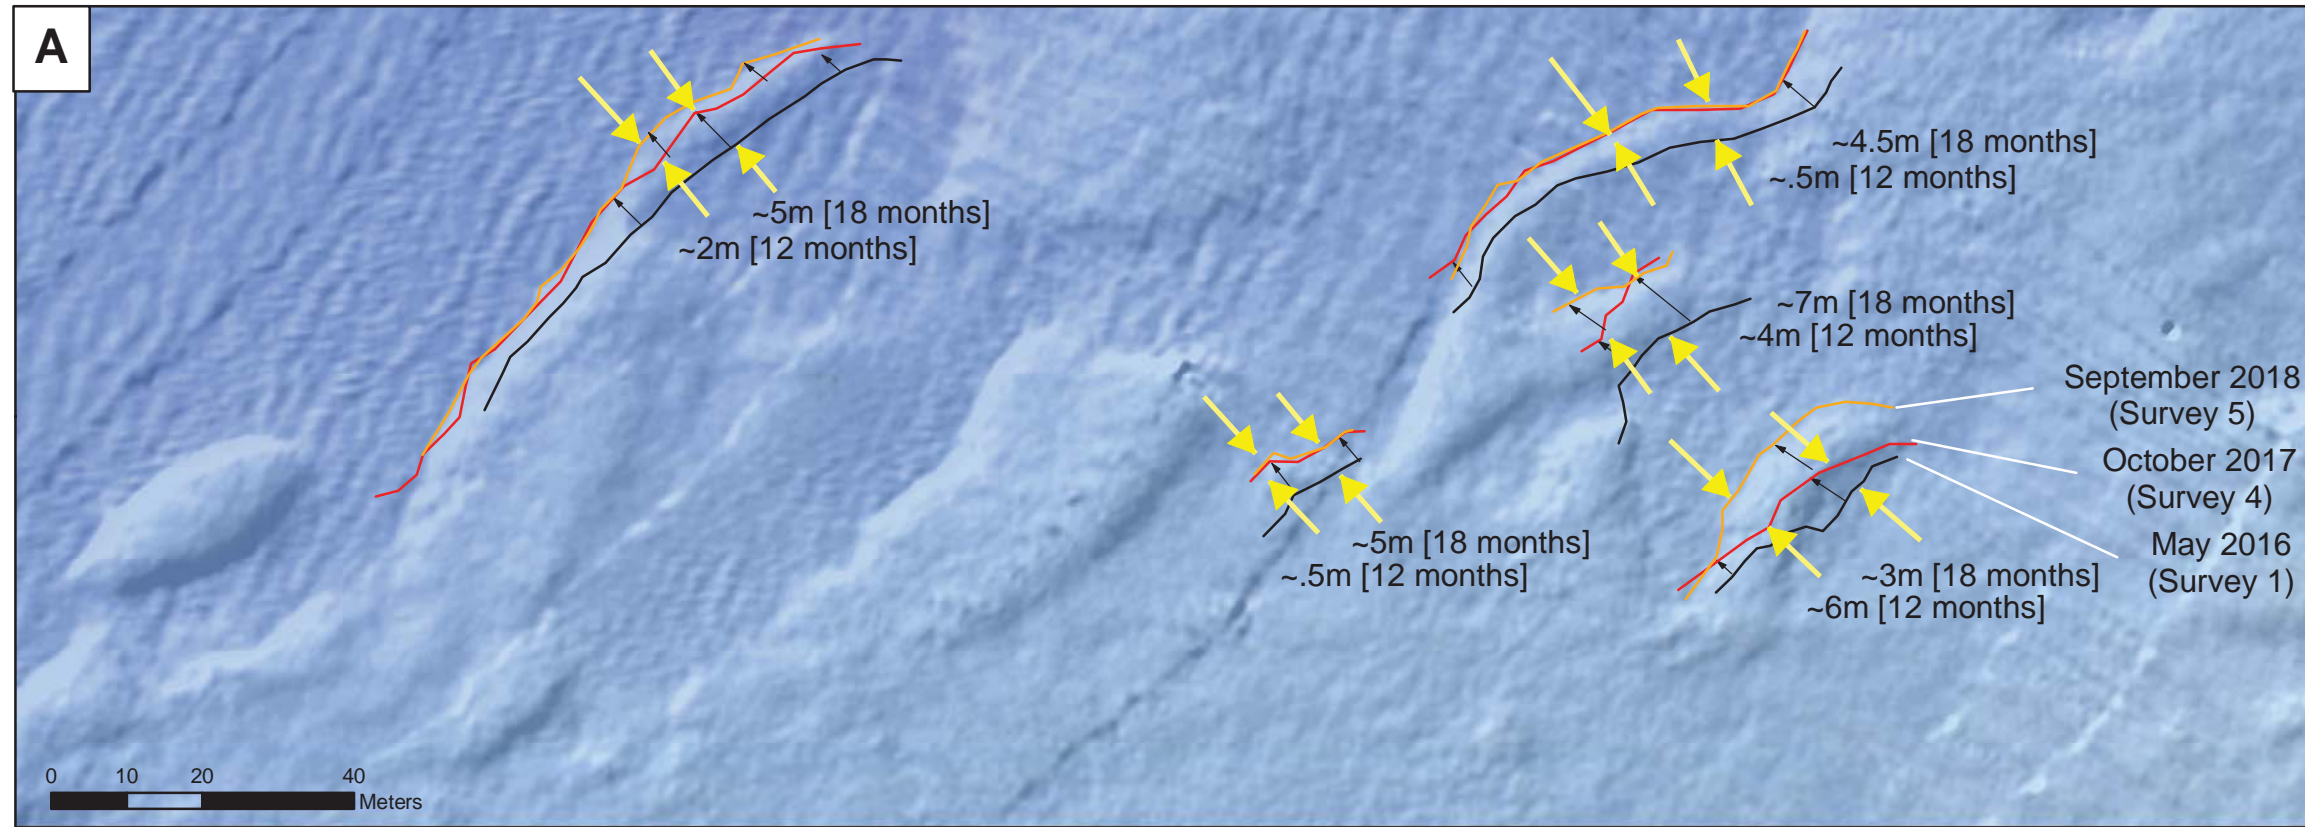 A
~5m [18 months]
~2m [12 months]
~4.5m [18 months]
~.5m [12 months]
~7m [18 months]
~4m [12 months]
~5m [18 months]
~.5m [12 months]
~3m [18 months]
~6m [12 months]
September 2018
(Survey 5)
October 2017
(Survey 4)
May 2016
(Survey 1)
0 10 20 40
Meters